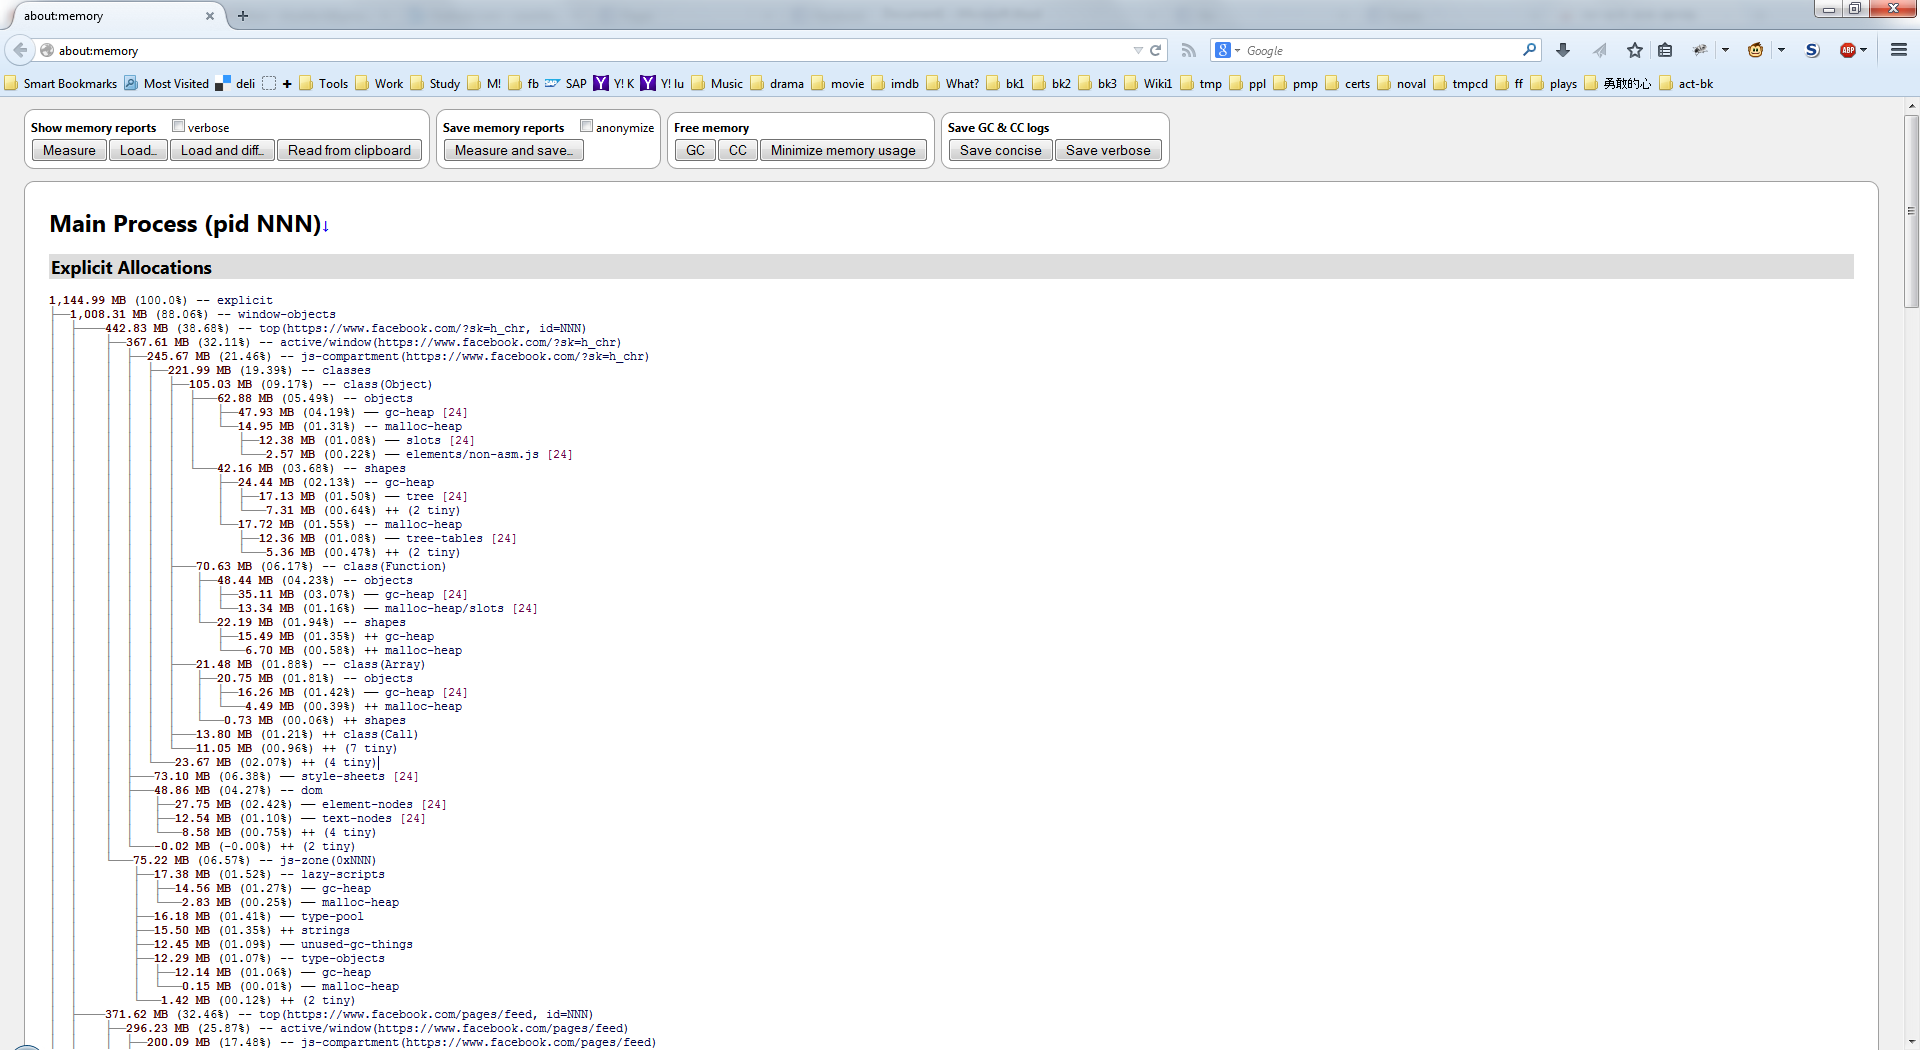 about:memory
about:memory
Google
Smart Bookmarks Most Visited deli Tools Work Study M! fb SAP Y! K Y! lu Music drama movie imdb What? bk1 bk2 bk3 Wiki1 tmp ppl pmp certs noval tmpcd ff plays 勇敢的心 act-bk
Show memory reports verbose
Measure Load… Load and diff… Read from clipboard
Save memory reports anonymize
Measure and save…
Free memory
GC CC Minimize memory usage
Save GC & CC logs
Save concise Save verbose
Main Process (pid NNN)↓
Explicit Allocations
1,144.99 MB (100.0%) -- explicit
├──1,008.31 MB (88.06%) -- window-objects
442.83 MB (38.68%) -- top(https://www.facebook.com/?sk=h_chr, id=NNN)
367.61 MB (32.11%) -- active/window(https://www.facebook.com/?sk=h_chr)
245.67 MB (21.46%) -- js-compartment(https://www.facebook.com/?sk=h_chr)
221.99 MB (19.39%) -- classes
105.03 MB (09.17%) -- class(Object)
62.88 MB (05.49%) -- objects
47.93 MB (04.19%) ── gc-heap [24]
14.95 MB (01.31%) -- malloc-heap
12.38 MB (01.08%) ── slots [24]
2.57 MB (00.22%) ── elements/non-asm.js [24]
42.16 MB (03.68%) -- shapes
24.44 MB (02.13%) -- gc-heap
17.13 MB (01.50%) ── tree [24]
7.31 MB (00.64%) ++ (2 tiny)
17.72 MB (01.55%) -- malloc-heap
12.36 MB (01.08%) ── tree-tables [24]
5.36 MB (00.47%) ++ (2 tiny)
70.63 MB (06.17%) -- class(Function)
48.44 MB (04.23%) -- objects
35.11 MB (03.07%) ── gc-heap [24]
13.34 MB (01.16%) ── malloc-heap/slots [24]
22.19 MB (01.94%) -- shapes
15.49 MB (01.35%) ++ gc-heap
6.70 MB (00.58%) ++ malloc-heap
21.48 MB (01.88%) -- class(Array)
20.75 MB (01.81%) -- objects
16.26 MB (01.42%) ── gc-heap [24]
4.49 MB (00.39%) ++ malloc-heap
0.73 MB (00.06%) ++ shapes
13.80 MB (01.21%) ++ class(Call)
11.05 MB (00.96%) ++ (7 tiny)
23.67 MB (02.07%) ++ (4 tiny)
73.10 MB (06.38%) ── style-sheets [24]
48.86 MB (04.27%) -- dom
27.75 MB (02.42%) ── element-nodes [24]
12.54 MB (01.10%) ── text-nodes [24]
8.58 MB (00.75%) ++ (4 tiny)
-0.02 MB (-0.00%) ++ (2 tiny)
75.22 MB (06.57%) -- js-zone(0xNNN)
17.38 MB (01.52%) -- lazy-scripts
14.56 MB (01.27%) ── gc-heap
2.83 MB (00.25%) ── malloc-heap
16.18 MB (01.41%) ── type-pool
15.50 MB (01.35%) ++ strings
12.45 MB (01.09%) ── unused-gc-things
12.29 MB (01.07%) -- type-objects
12.14 MB (01.06%) ── gc-heap
0.15 MB (00.01%) ── malloc-heap
1.42 MB (00.12%) ++ (2 tiny)
371.62 MB (32.46%) -- top(https://www.facebook.com/pages/feed, id=NNN)
296.23 MB (25.87%) -- active/window(https://www.facebook.com/pages/feed)
200.09 MB (17.48%) -- js-compartment(https://www.facebook.com/pages/feed)